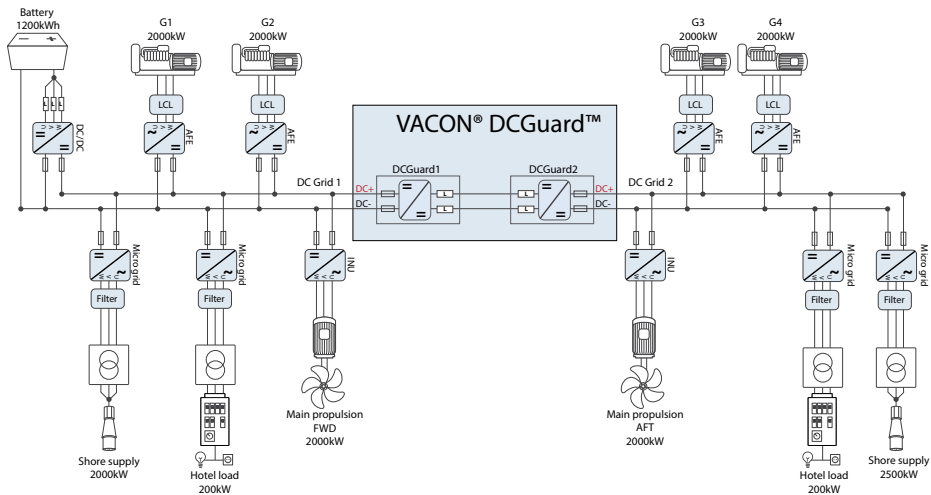 Battery
1200kWh
G1
2000kW
G2
2000kW
G3
2000kW
G4
2000kW
LCL
LCL
LCL
LCL
L
L
L
U
V
W
DC/DC
U
V
W
AFE
U
V
W
AFE
U
V
W
AFE
U
V
W
AFE
VACON® DCGuard™
DCGuard1
DCGuard2
DC Grid 1
DC+
DC-
L
L
L
L
DC+
DC-
DC Grid 2
Micro grid
U
V
W
Micro grid
U
V
W
INU
U
V
W
INU
U
V
W
Micro grid
U
V
W
Micro grid
U
V
W
Filter
Filter
Filter
Filter
Main propulsion
FWD
2000kW
Main propulsion
AFT
2000kW
Shore supply
2000kW
Hotel load
200kW
Hotel load
200kW
Shore supply
2500kW